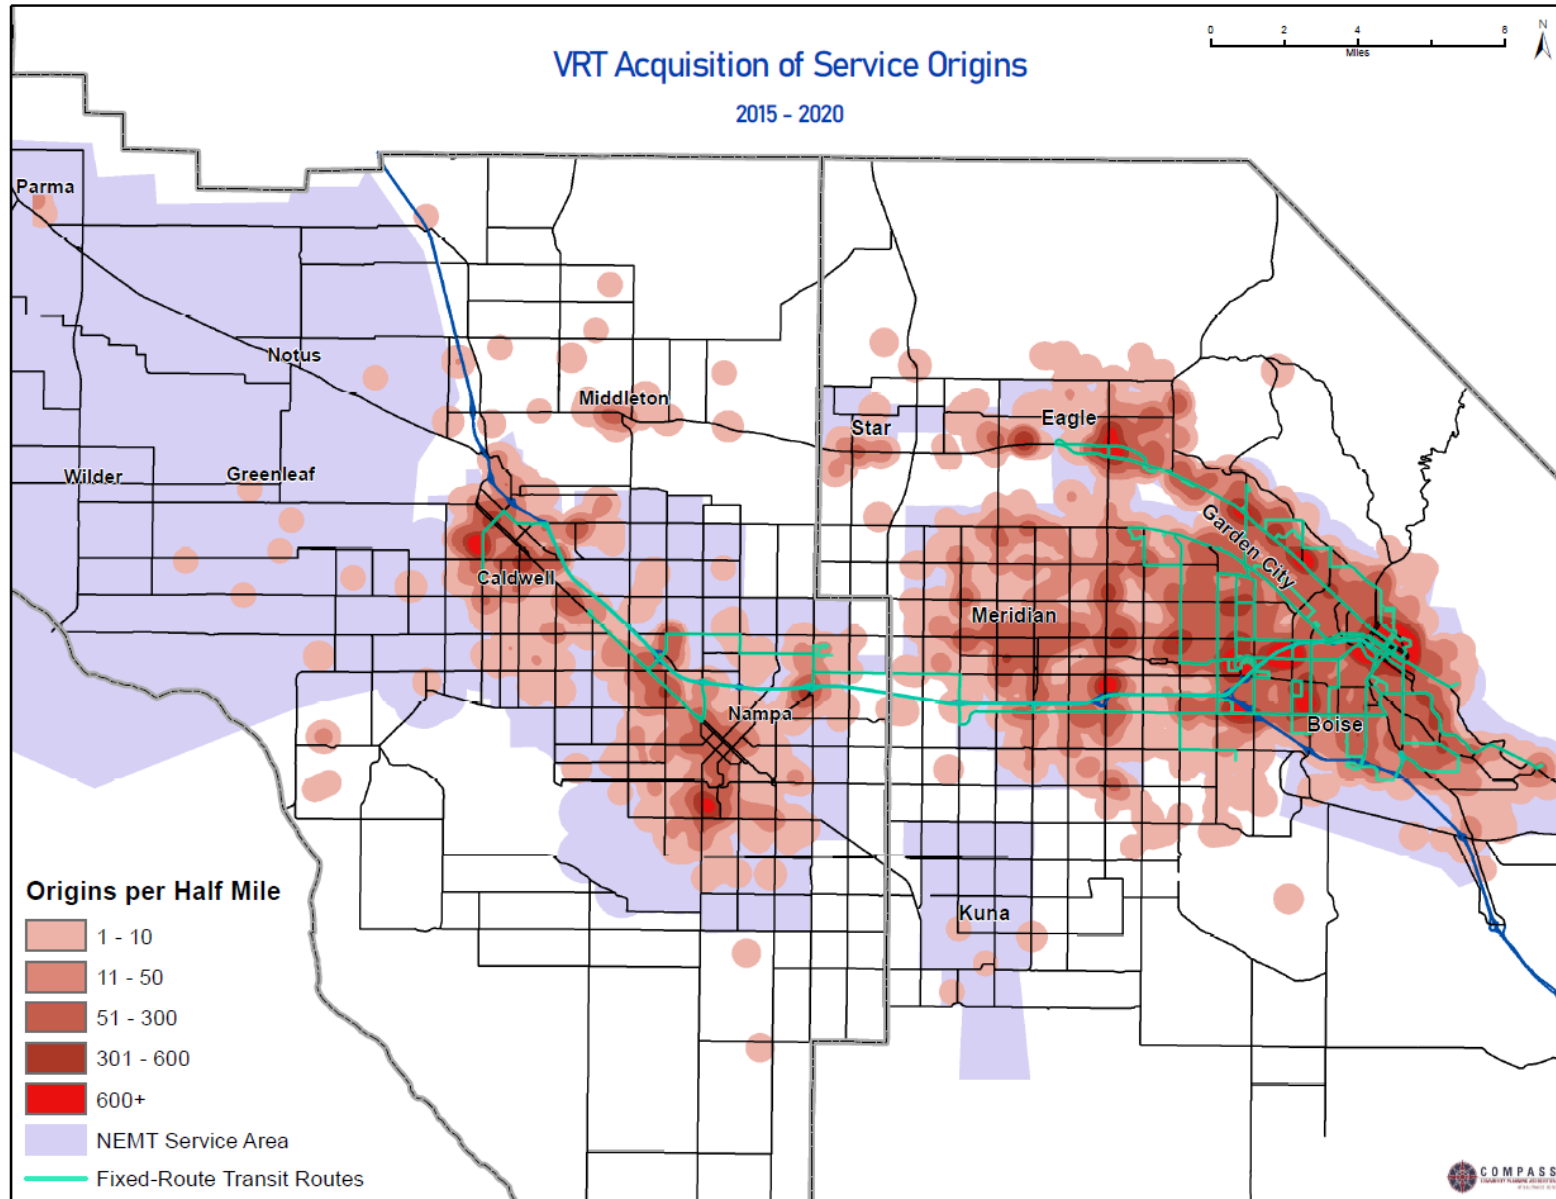 VRT Acquisition of Service Origins
2015 - 2020
0 2 4 8
Miles
N
Parma
Notus
Middleton
Star
Eagle
Wilder
Greenleaf
Garden City
Caldwell
Meridian
Nampa
Boise
Kuna
Origins per Half Mile
1 - 10
11 - 50
51 - 300
301 - 600
600+
NEMT Service Area
Fixed-Route Transit Routes
COMPASS